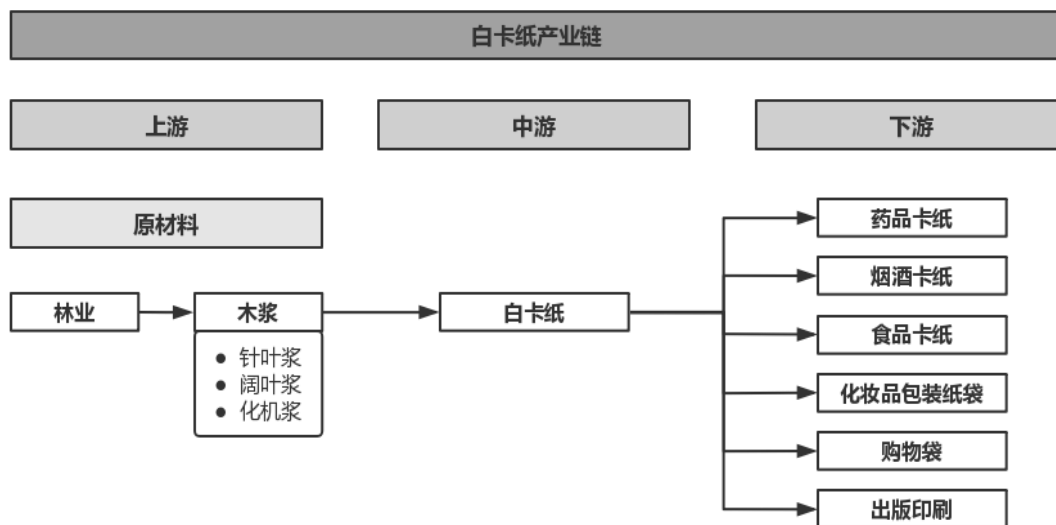 白卡纸产业链
上游
中游
下游
原材料
林业
木浆
● 针叶浆
● 阔叶浆
● 化机浆
白卡纸
药品卡纸
烟酒卡纸
食品卡纸
化妆品包装纸袋
购物袋
出版印刷